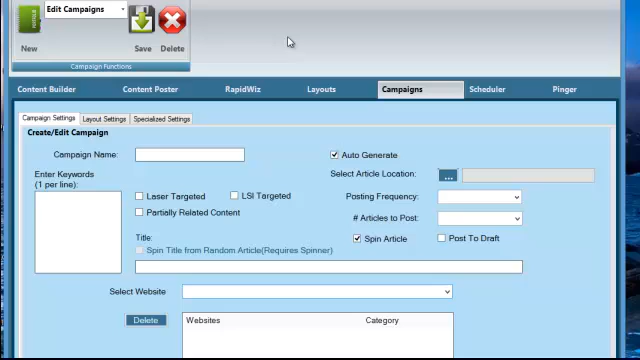 Edit Campaigns
New
Save
Delete
Campaign Functions
Content Builder
Content Poster
RapidWiz
Layouts
Campaigns
Scheduler
Pinger
Campaign Settings
Layout Settings
Specialized Settings
Create/Edit Campaign
Campaign Name:
Auto Generate
Enter Keywords
(1 per line):
Select Article Location:
...
Laser Targeted
LSI Targeted
Posting Frequency:
Partially Related Content
# Articles to Post:
Title:
Spin Article
Post To Draft
Spin Title from Random Article(Requires Spinner)
Select Website
Delete
Websites
Category